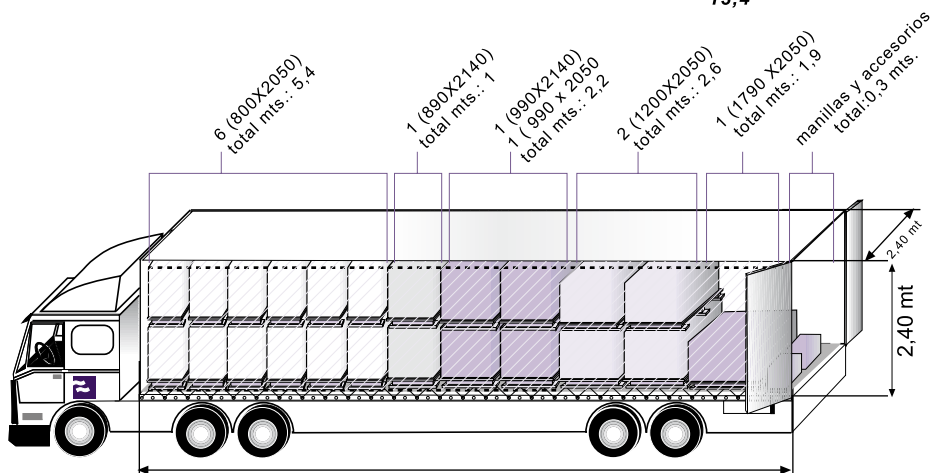 6 (800X2050)
total mts.: 5,4
1 (890X2140)
total mts.: 1
1 (990X2140)
1 ( 990 x 2050
total mts.: 2,2
2 (1200X2050)
total mts.: 2,6
1 (1790 X2050)
total mts.: 1,9
manillas y accesorios
total:0,3 mts.
2.40 mt
2,40 mt